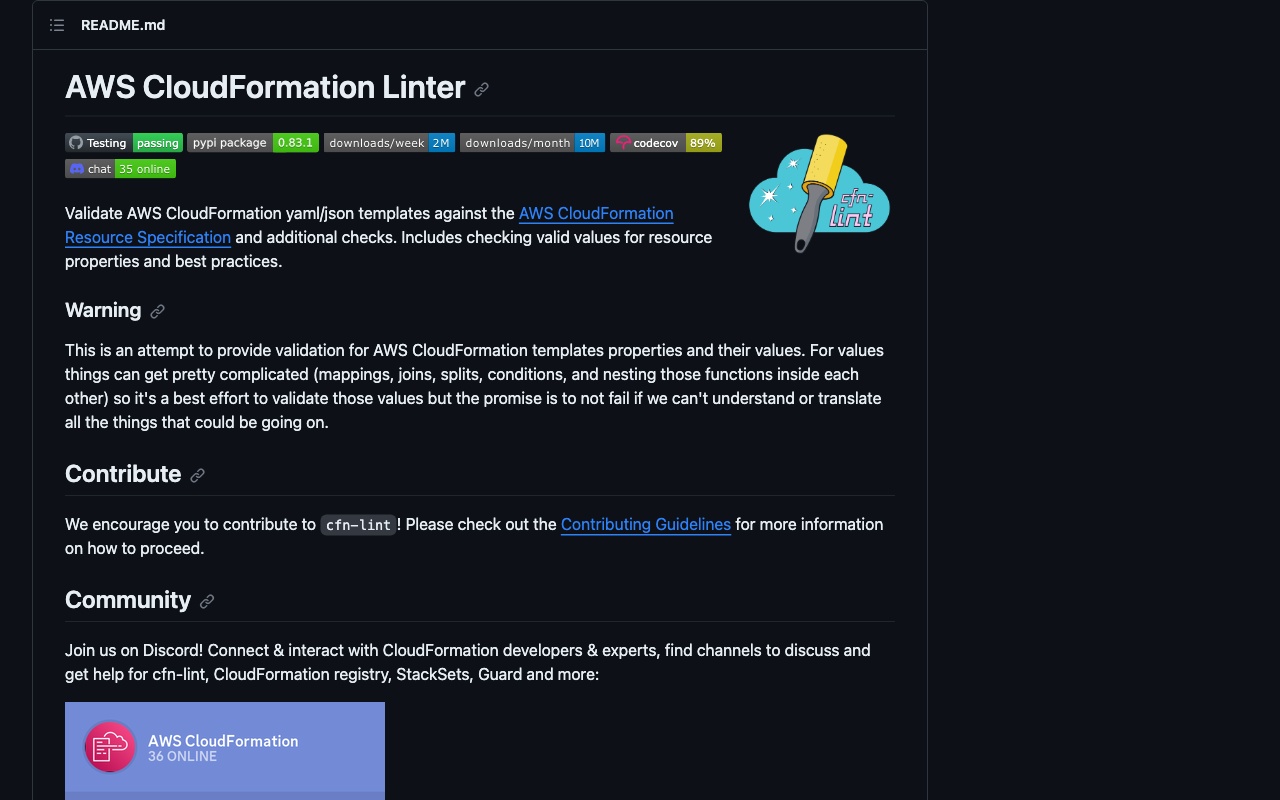 README.md
AWS CloudFormation Linter
Testing passing pypi package 0.83.1 downloads/week 2M downloads/month 10M codecov 89%
chat 35 online
cfn-
lint
Validate AWS CloudFormation yaml/json templates against the AWS CloudFormation
Resource Specification and additional checks. Includes checking valid values for resource
properties and best practices.
Warning
This is an attempt to provide validation for AWS CloudFormation templates properties and their values. For values
things can get pretty complicated (mappings, joins, splits, conditions, and nesting those functions inside each
other) so it's a best effort to validate those values but the promise is to not fail if we can't understand or translate
all the things that could be going on.
Contribute
We encourage you to contribute to cfn-lint! Please check out the Contributing Guidelines for more information
on how to proceed.
Community
Join us on Discord! Connect & interact with CloudFormation developers & experts, find channels to discuss and
get help for cfn-lint, CloudFormation registry, StackSets, Guard and more:
AWS CloudFormation
36 ONLINE